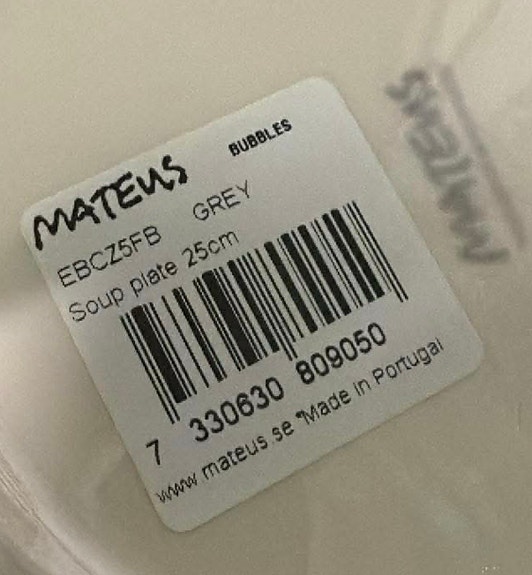 MATEUS BUBBLES
EBCZ5FB GREY
Soup plate 25cm
7 330630 809050
www mateus se "Made in Portugal
MATEUS